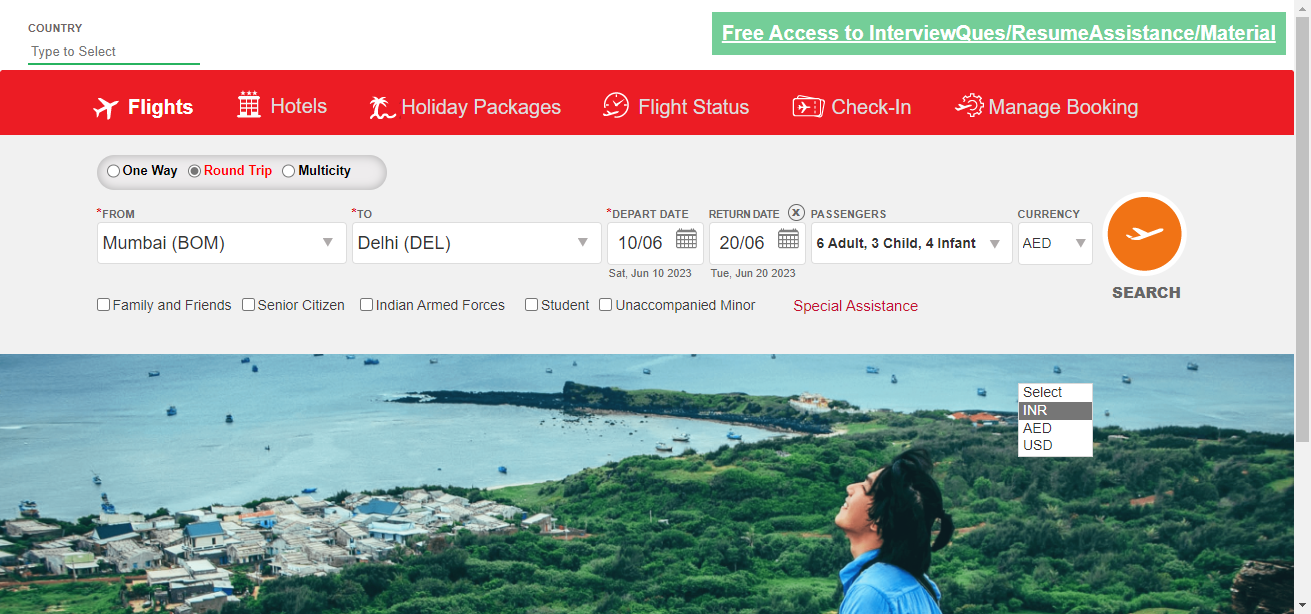 COUNTRY
Type to Select
Free Access to InterviewQues/ResumeAssistance/Material
Flights Hotels Holiday Packages Flight Status Check-In Manage Booking
One Way Round Trip Multicity
*FROM *TO *DEPART DATE RETURN DATE X PASSENGERS CURRENCY
Mumbai (BOM) Delhi (DEL) 10/06 20/06 6 Adult, 3 Child, 4 Infant AED
Sat, Jun 10 2023 Tue, Jun 20 2023
SEARCH
Family and Friends Senior Citizen Indian Armed Forces Student Unaccompanied Minor Special Assistance
Select
INR
AED
USD